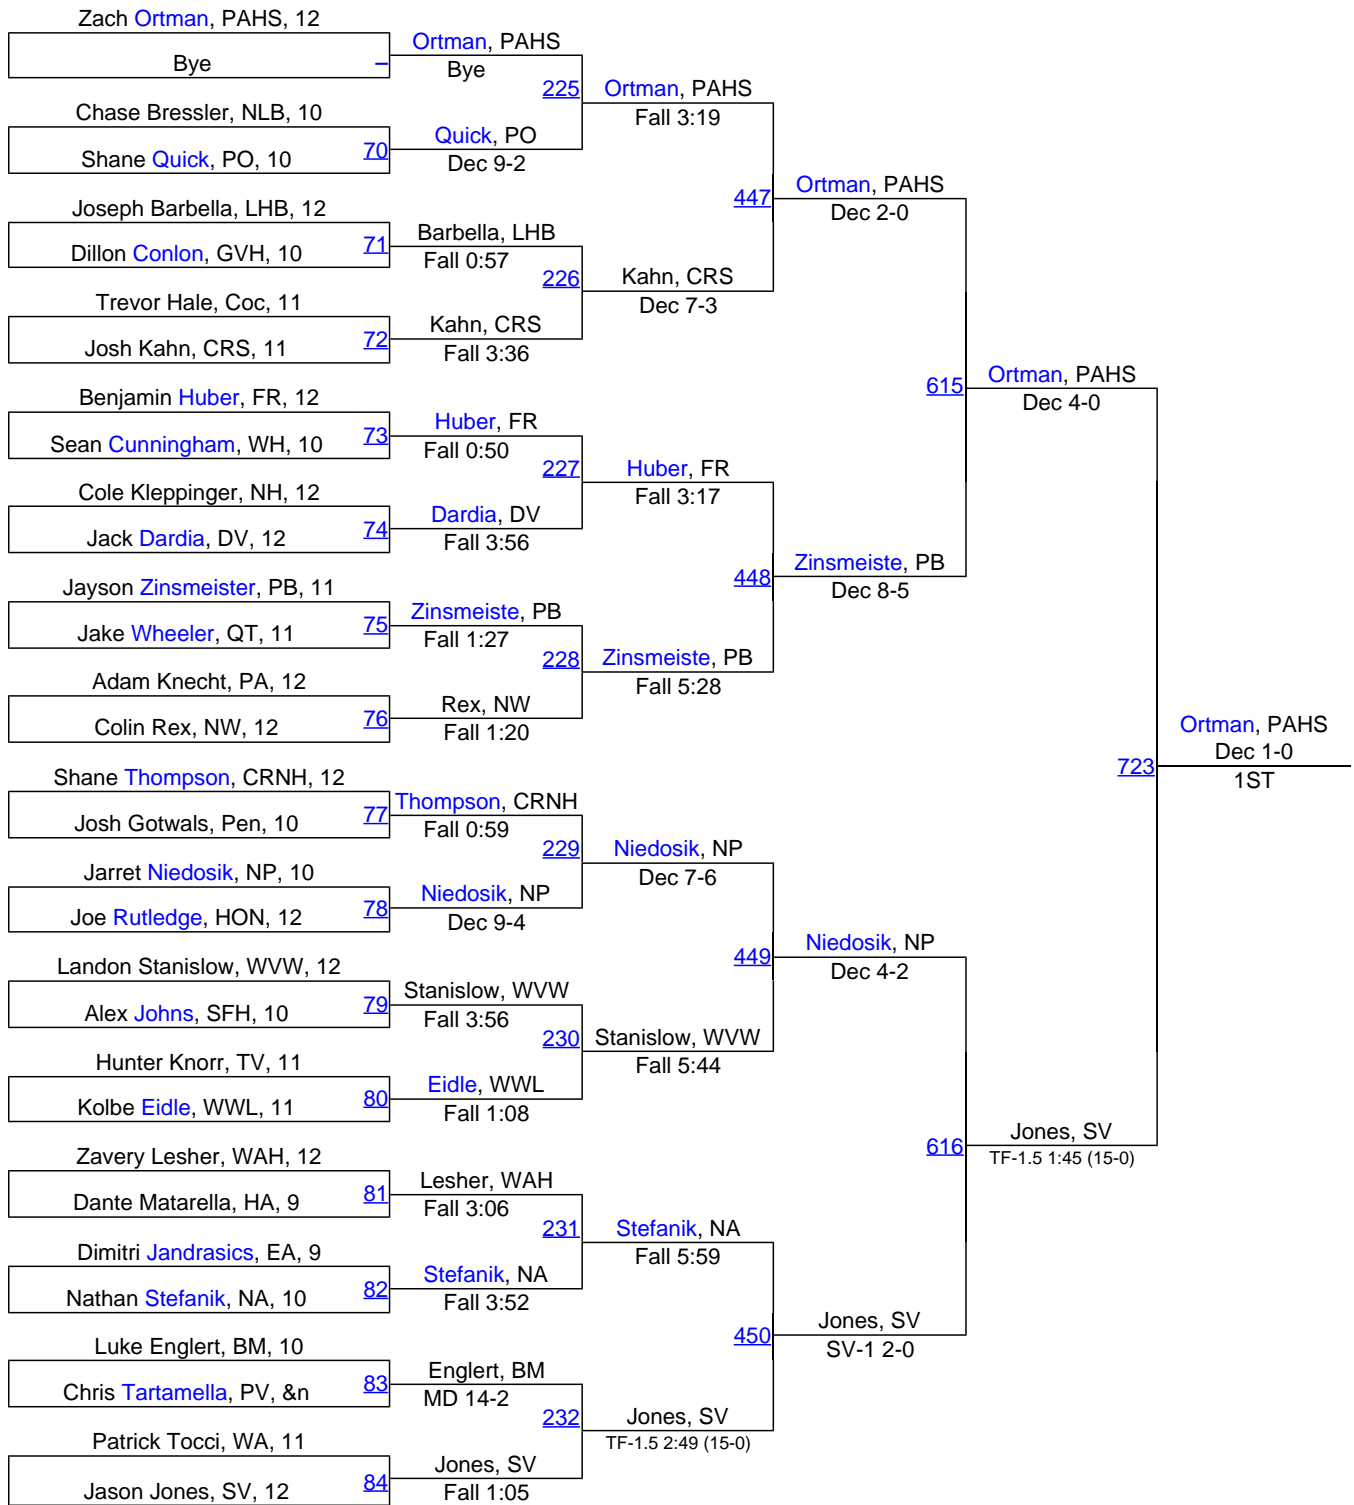 Zach Ortman, PAHS, 12
Bye
–
Chase Bressler, NLB, 10
Shane Quick, PO, 10
70
Joseph Barbella, LHB, 12
Dillon Conlon, GVH, 10
71
Trevor Hale, Coc, 11
Josh Kahn, CRS, 11
72
Benjamin Huber, FR, 12
Sean Cunningham, WH, 10
73
Cole Kleppinger, NH, 12
Jack Dardia, DV, 12
74
Jayson Zinsmeister, PB, 11
Jake Wheeler, QT, 11
75
Adam Knecht, PA, 12
Colin Rex, NW, 12
76
Shane Thompson, CRNH, 12
Josh Gotwals, Pen, 10
77
Jarret Niedosik, NP, 10
Joe Rutledge, HON, 12
78
Landon Stanislow, WVW, 12
Alex Johns, SFH, 10
79
Hunter Knorr, TV, 11
Kolbe Eidle, WWL, 11
80
Zavery Lesher, WAH, 12
Dante Matarella, HA, 9
81
Dimitri Jandrasics, EA, 9
Nathan Stefanik, NA, 10
82
Luke Englert, BM, 10
Chris Tartamella, PV, &n
83
Patrick Tocci, WA, 11
Jason Jones, SV, 12
84
Ortman, PAHS
Bye
225
Quick, PO
Dec 9-2
Barbella, LHB
Fall 0:57
226
Kahn, CRS
Fall 3:36
Huber, FR
Fall 0:50
227
Dardia, DV
Fall 3:56
Zinsmeiste, PB
Fall 1:27
228
Rex, NW
Fall 1:20
Thompson, CRNH
Fall 0:59
229
Niedosik, NP
Dec 9-4
Stanislow, WVW
Fall 3:56
230
Eidle, WWL
Fall 1:08
Lesher, WAH
Fall 3:06
231
Stefanik, NA
Fall 3:52
Englert, BM
MD 14-2
232
Jones, SV
Fall 1:05
Ortman, PAHS
Fall 3:19
447
Kahn, CRS
Dec 7-3
Huber, FR
Fall 3:17
448
Zinsmeiste, PB
Fall 5:28
Niedosik, NP
Dec 7-6
449
Stanislow, WVW
Fall 5:44
Stefanik, NA
Fall 5:59
450
Jones, SV
TF-1.5 2:49 (15-0)
Ortman, PAHS
Dec 2-0
615
Zinsmeiste, PB
Dec 8-5
Niedosik, NP
Dec 4-2
616
Jones, SV
SV-1 2-0
Ortman, PAHS
Dec 4-0
723
Jones, SV
TF-1.5 1:45 (15-0)
Ortman, PAHS
Dec 1-0
1ST